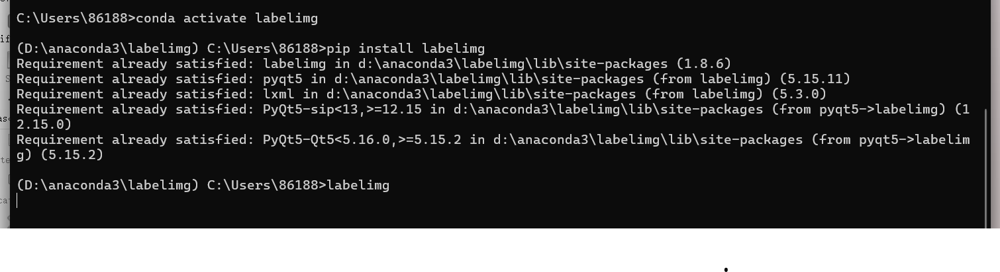 C:\Users\86188>conda activate labelimg
(D:\anaconda3\labelimg) C:\Users\86188>pip install labelimg
Requirement already satisfied: labelimg in d:\anaconda3\labelimg\lib\site-packages (1.8.6)
Requirement already satisfied: pyqt5 in d:\anaconda3\labelimg\lib\site-packages (from labelimg) (5.15.11)
Requirement already satisfied: lxml in d:\anaconda3\labelimg\lib\site-packages (from labelimg) (5.3.0)
Requirement already satisfied: PyQt5-sip<13,>=12.15 in d:\anaconda3\labelimg\lib\site-packages (from pyqt5->labelimg) (1
2.15.0)
Requirement already satisfied: PyQt5-Qt5<5.16.0,>=5.15.2 in d:\anaconda3\labelimg\lib\site-packages (from pyqt5->labelim
g) (5.15.2)
(D:\anaconda3\labelimg) C:\Users\86188>labelimg